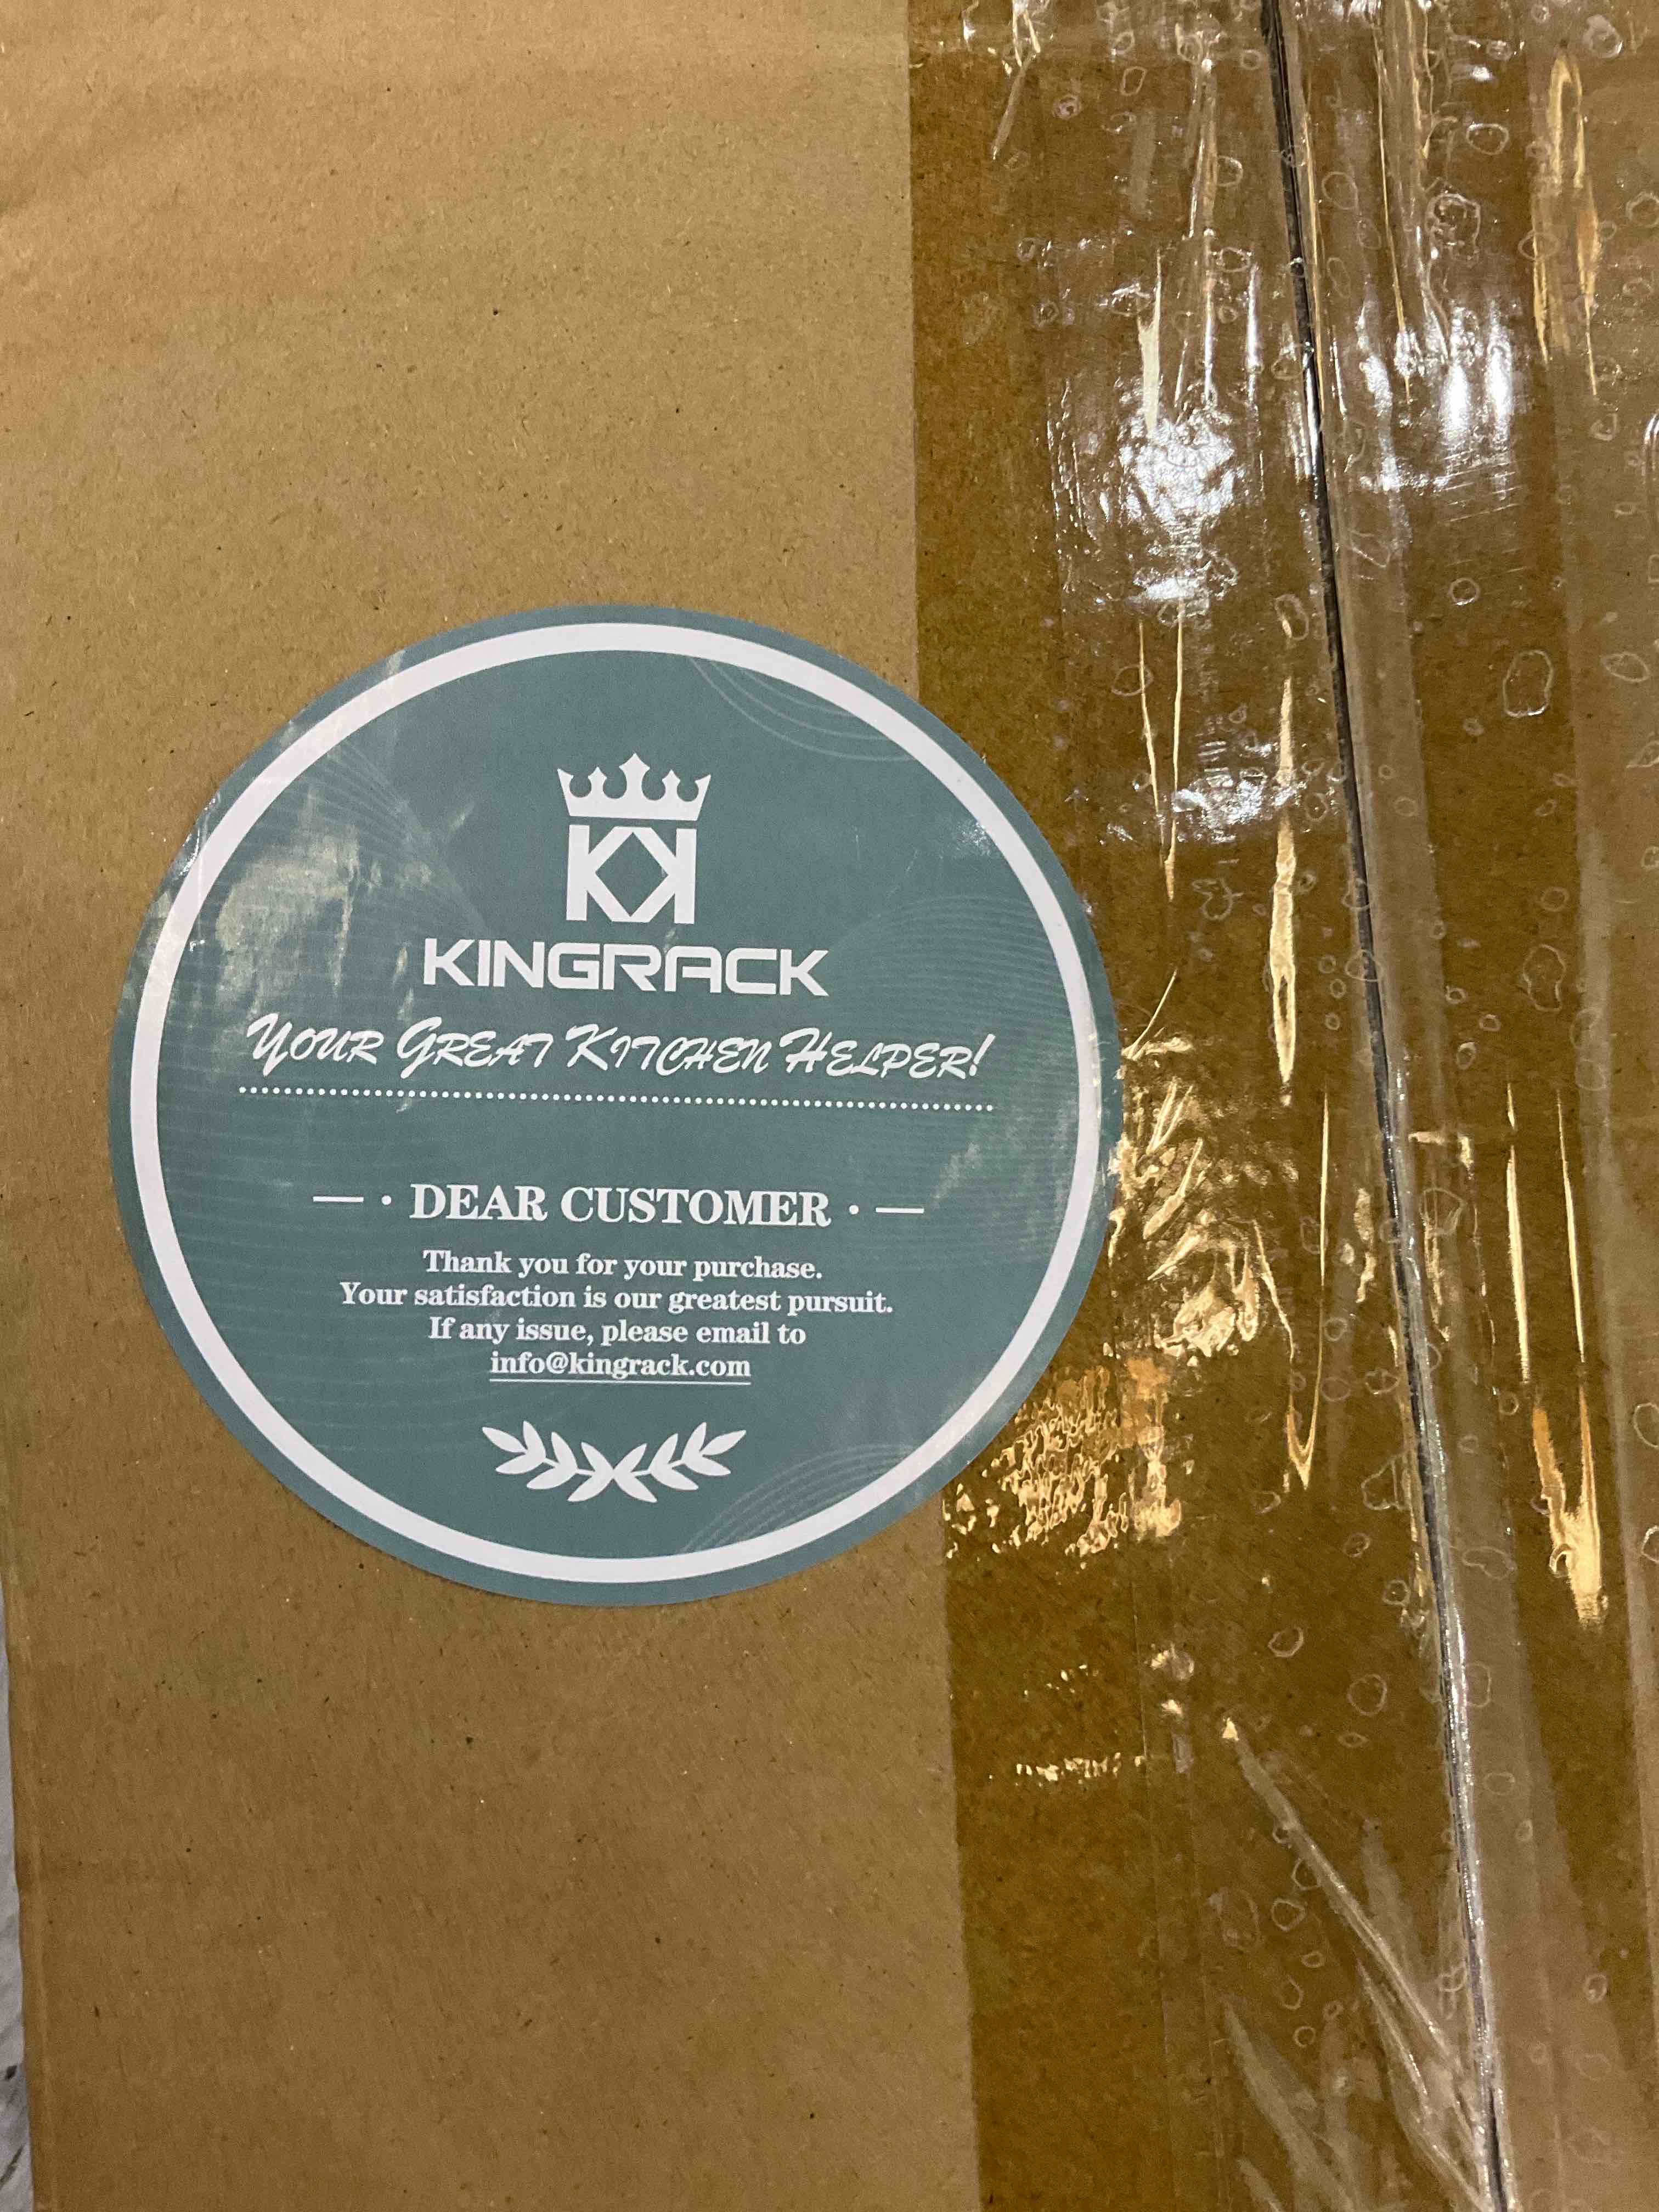 KK
KINGRACK
YOUR GREAT KITCHEN HELPER!
— · DEAR CUSTOMER · —
Thank you for your purchase.
Your satisfaction is our greatest pursuit.
If any issue, please email to
info@kingrack.com